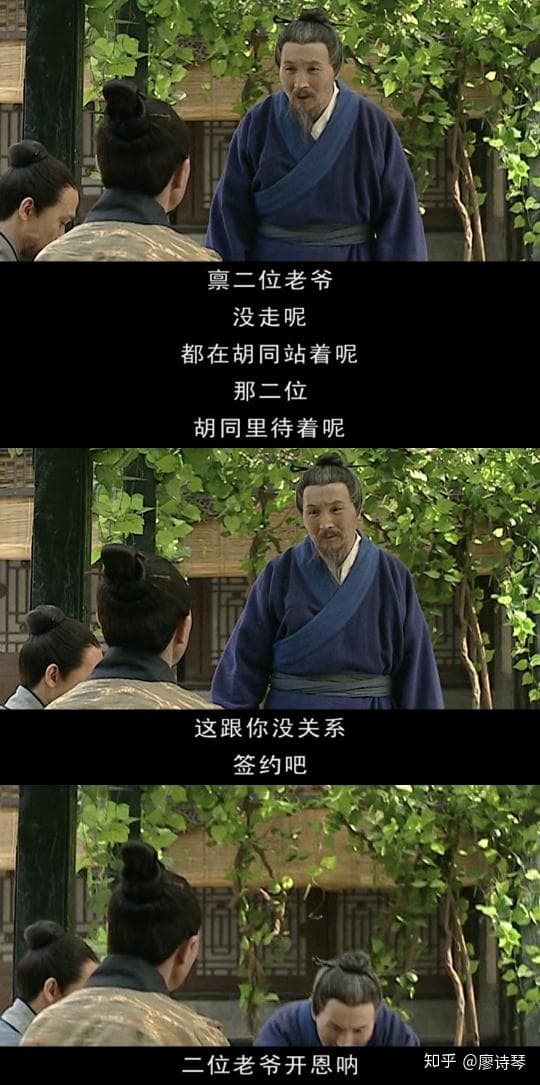 禀二位老爷
没走呢
都在胡同站着呢
那二位
胡同里待着呢
这跟你没关系
签约吧
二位老爷开恩呐
知乎 @廖诗琴